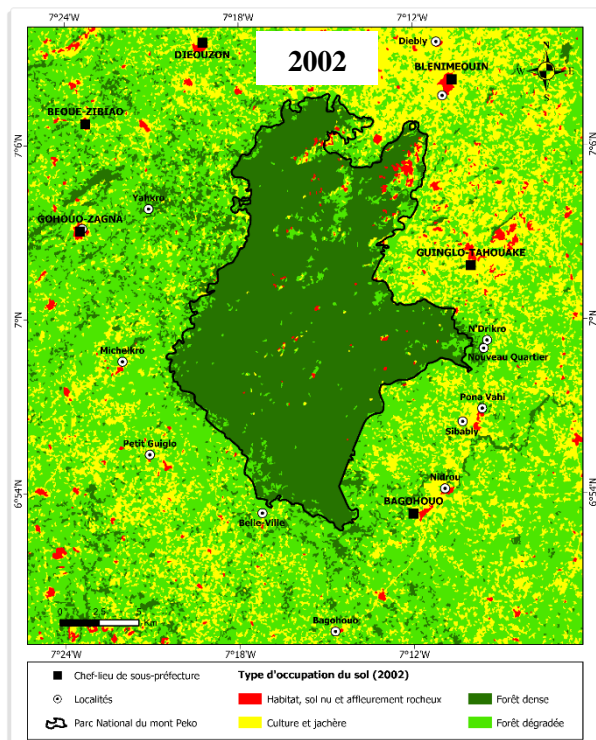 7°24'W 7°18'W 7°12'W
2002
Diebly
DIEOUZON
BLENIMEOUIN
N
BEOUE-ZIBIAO
7°6'N 7°6'N
Yahkro
GOHOUO-ZAGNA
GUINGLO-TAHOUAKE
7°N 7°N
N'Drikro
Nouveau Quartier
Michelkro
Pona Vahi
Sibably
Petit Guiglo
6°54'N 6°54'N
Nidrou
BAGOHOUO
Belle-Ville
0 2.5 5
Km
Bagohouo
7°24'W 7°18'W 7°12'W
Chef-lieu de sous-préfecture
Localités
Parc National du mont Peko
Type d'occupation du sol (2002)
Habitat, sol nu et affleurement rocheux
Culture et jachère
Forêt dense
Forêt dégradée